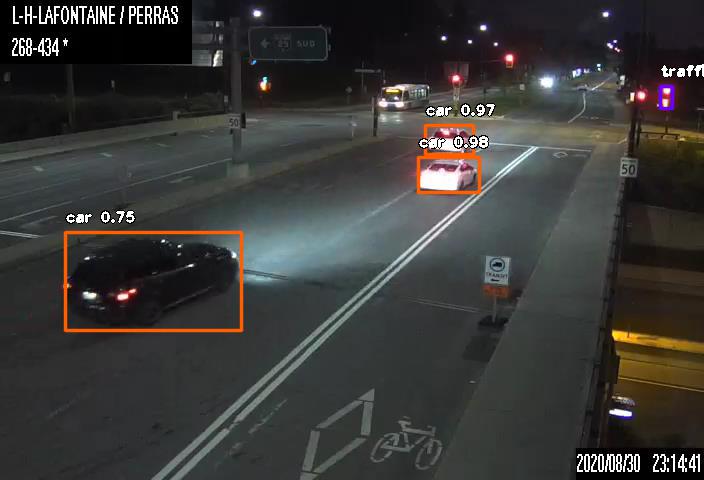 L-H-LAFONTAINE / PERRAS
268-434 *
25 SUD
traffi
car 0.97
car 0.98
50
50
car 0.75
TRANSIT
2020/08/30 23:14:41